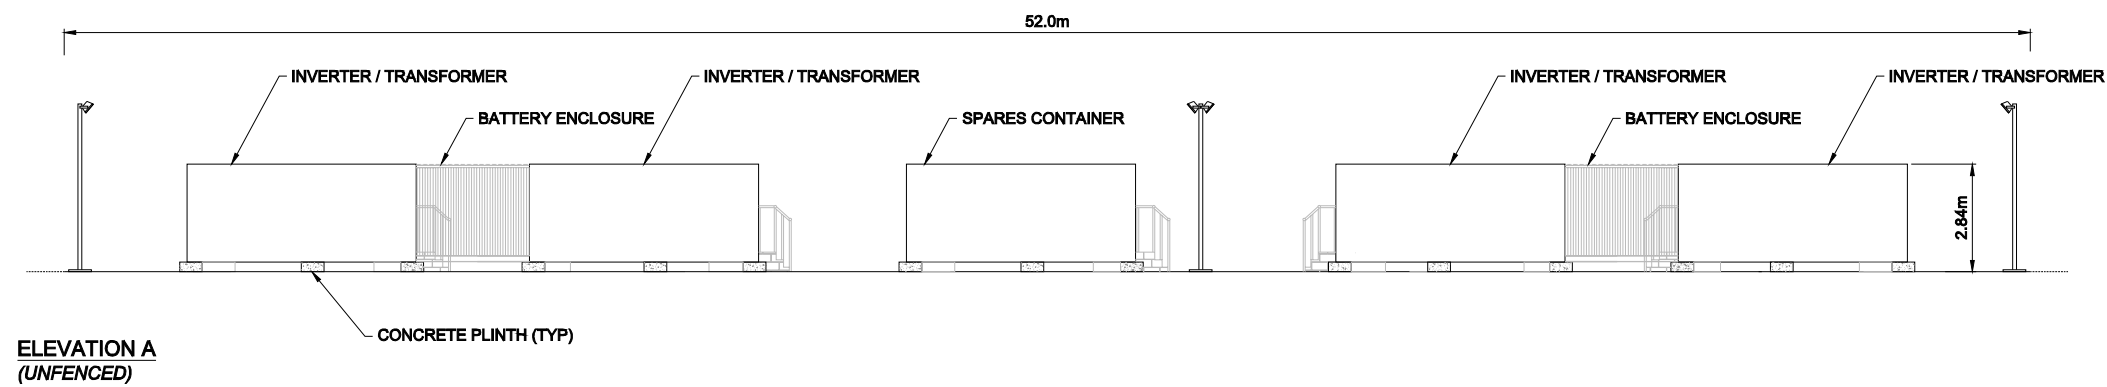 52.0m
INVERTER / TRANSFORMER
INVERTER / TRANSFORMER
INVERTER / TRANSFORMER
INVERTER / TRANSFORMER
BATTERY ENCLOSURE
SPARES CONTAINER
BATTERY ENCLOSURE
2.84m
CONCRETE PLINTH (TYP)
ELEVATION A
(UNFENCED)